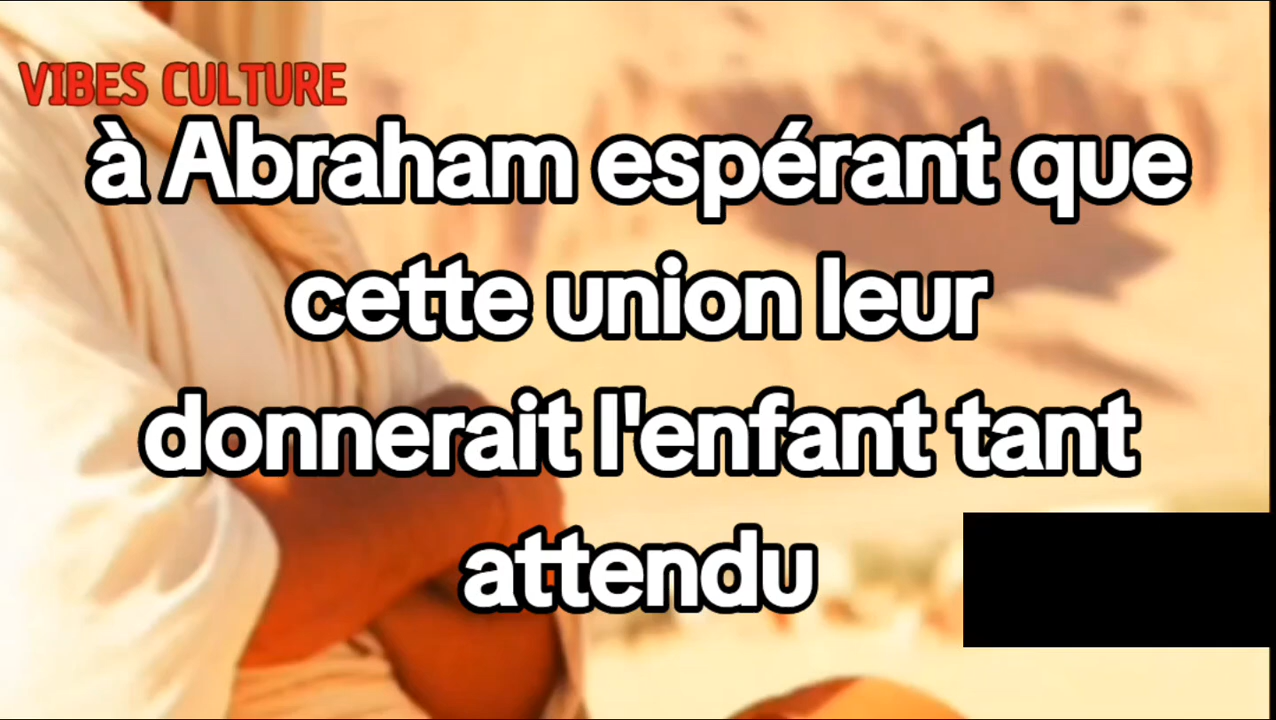 VIBES CULTURE
à Abraham espérant que
cette union leur
donnerait l'enfant tant
attendu